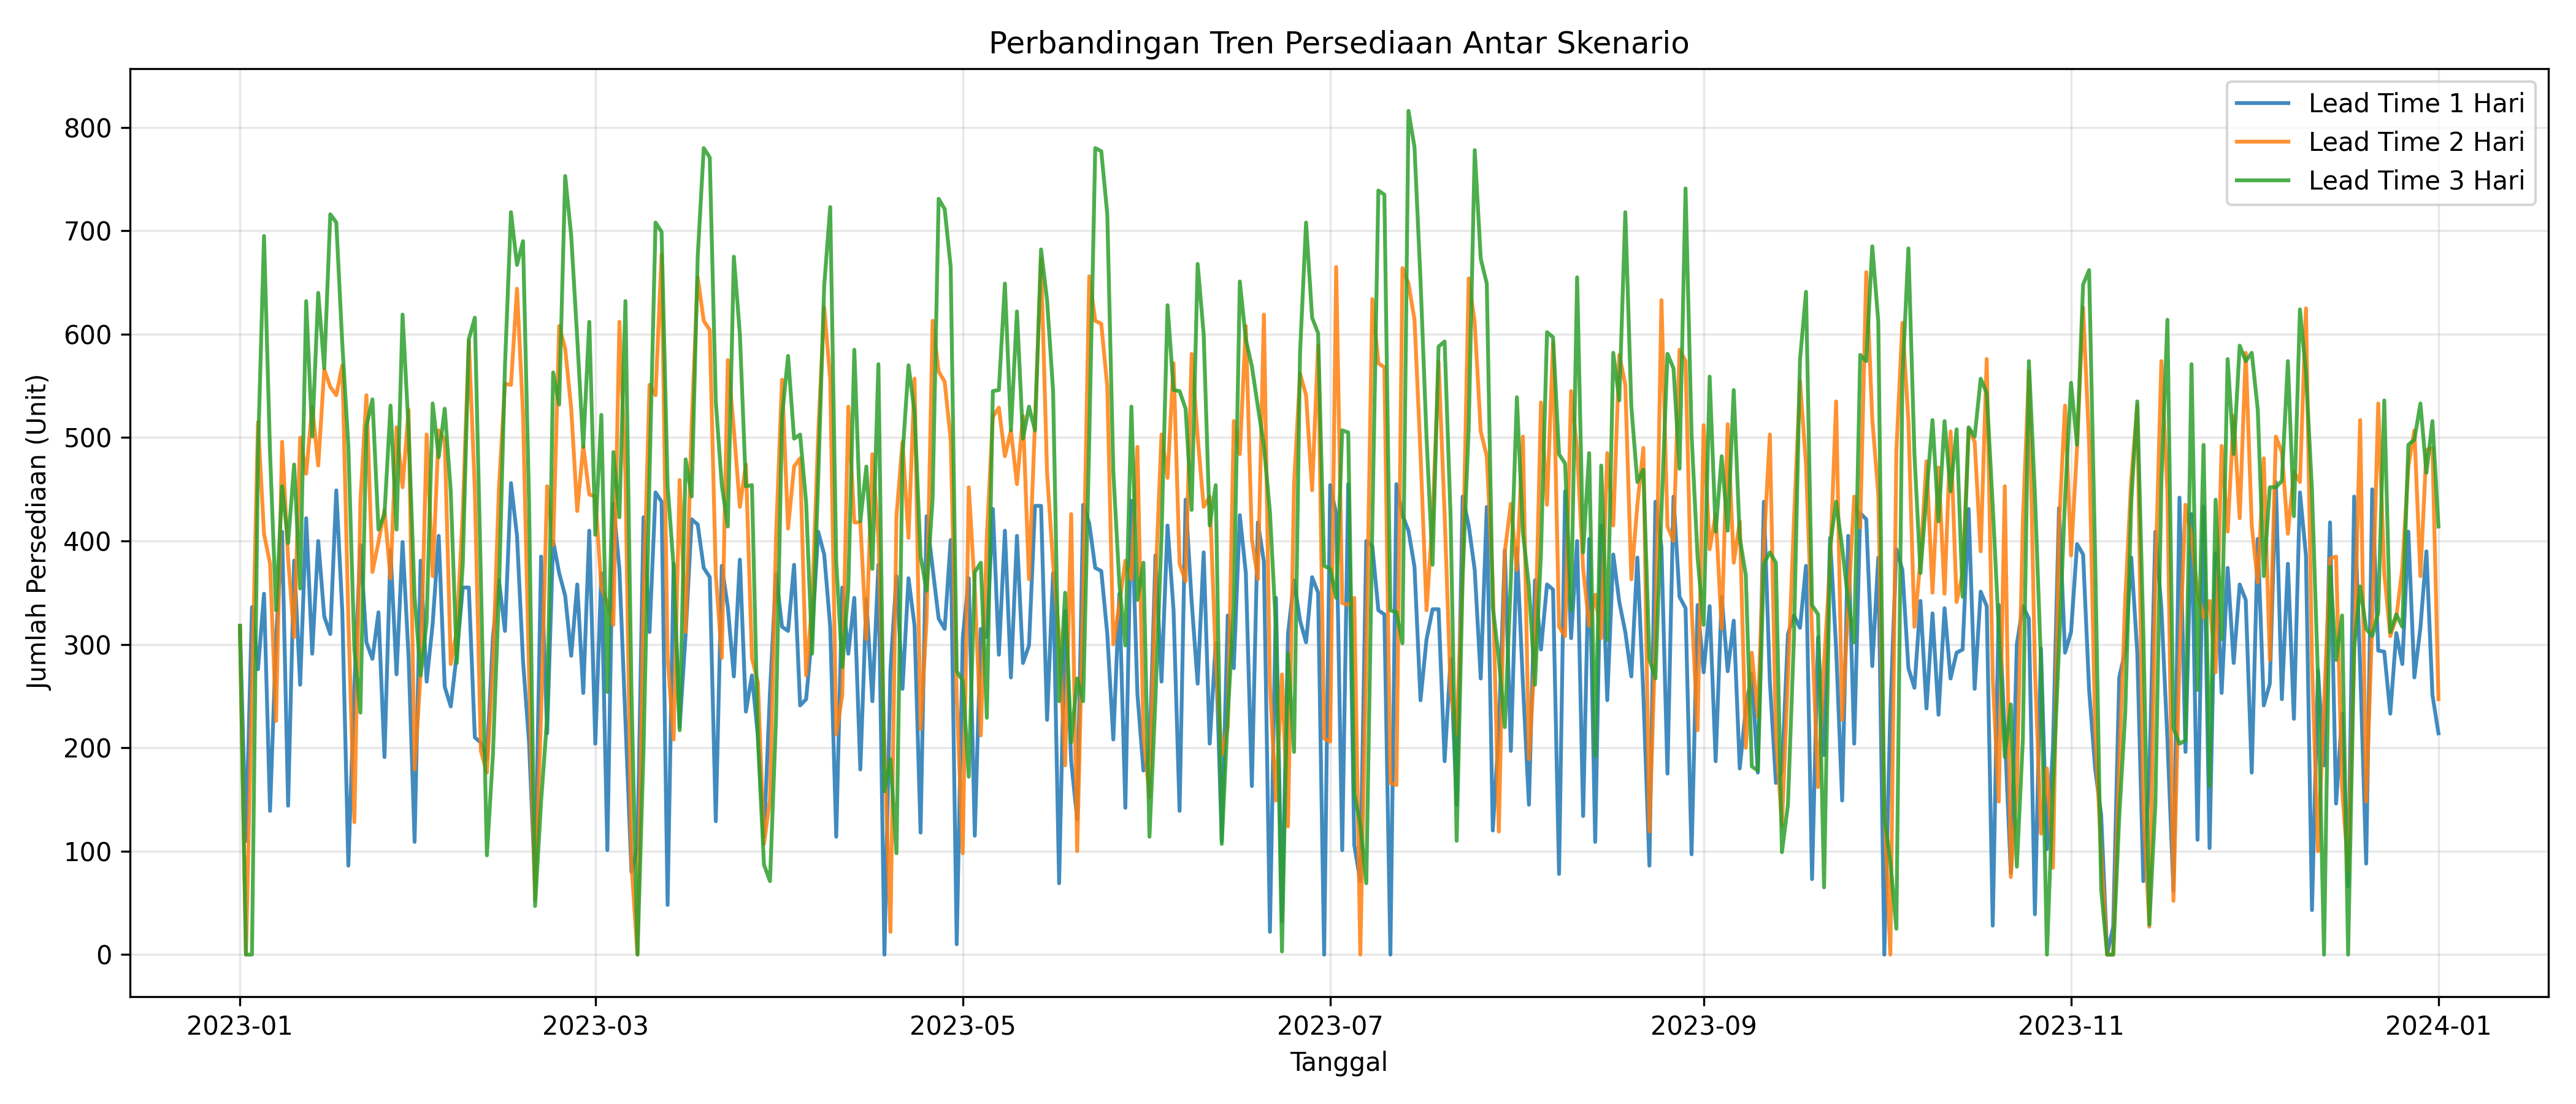 Perbandingan Tren Persediaan Antar Skenario
Lead Time 1 Hari
Lead Time 2 Hari
Lead Time 3 Hari
Jumlah Persediaan (Unit)
800
700
600
500
400
300
200
100
0
2023-01 2023-03 2023-05 2023-07 2023-09 2023-11 2024-01
Tanggal